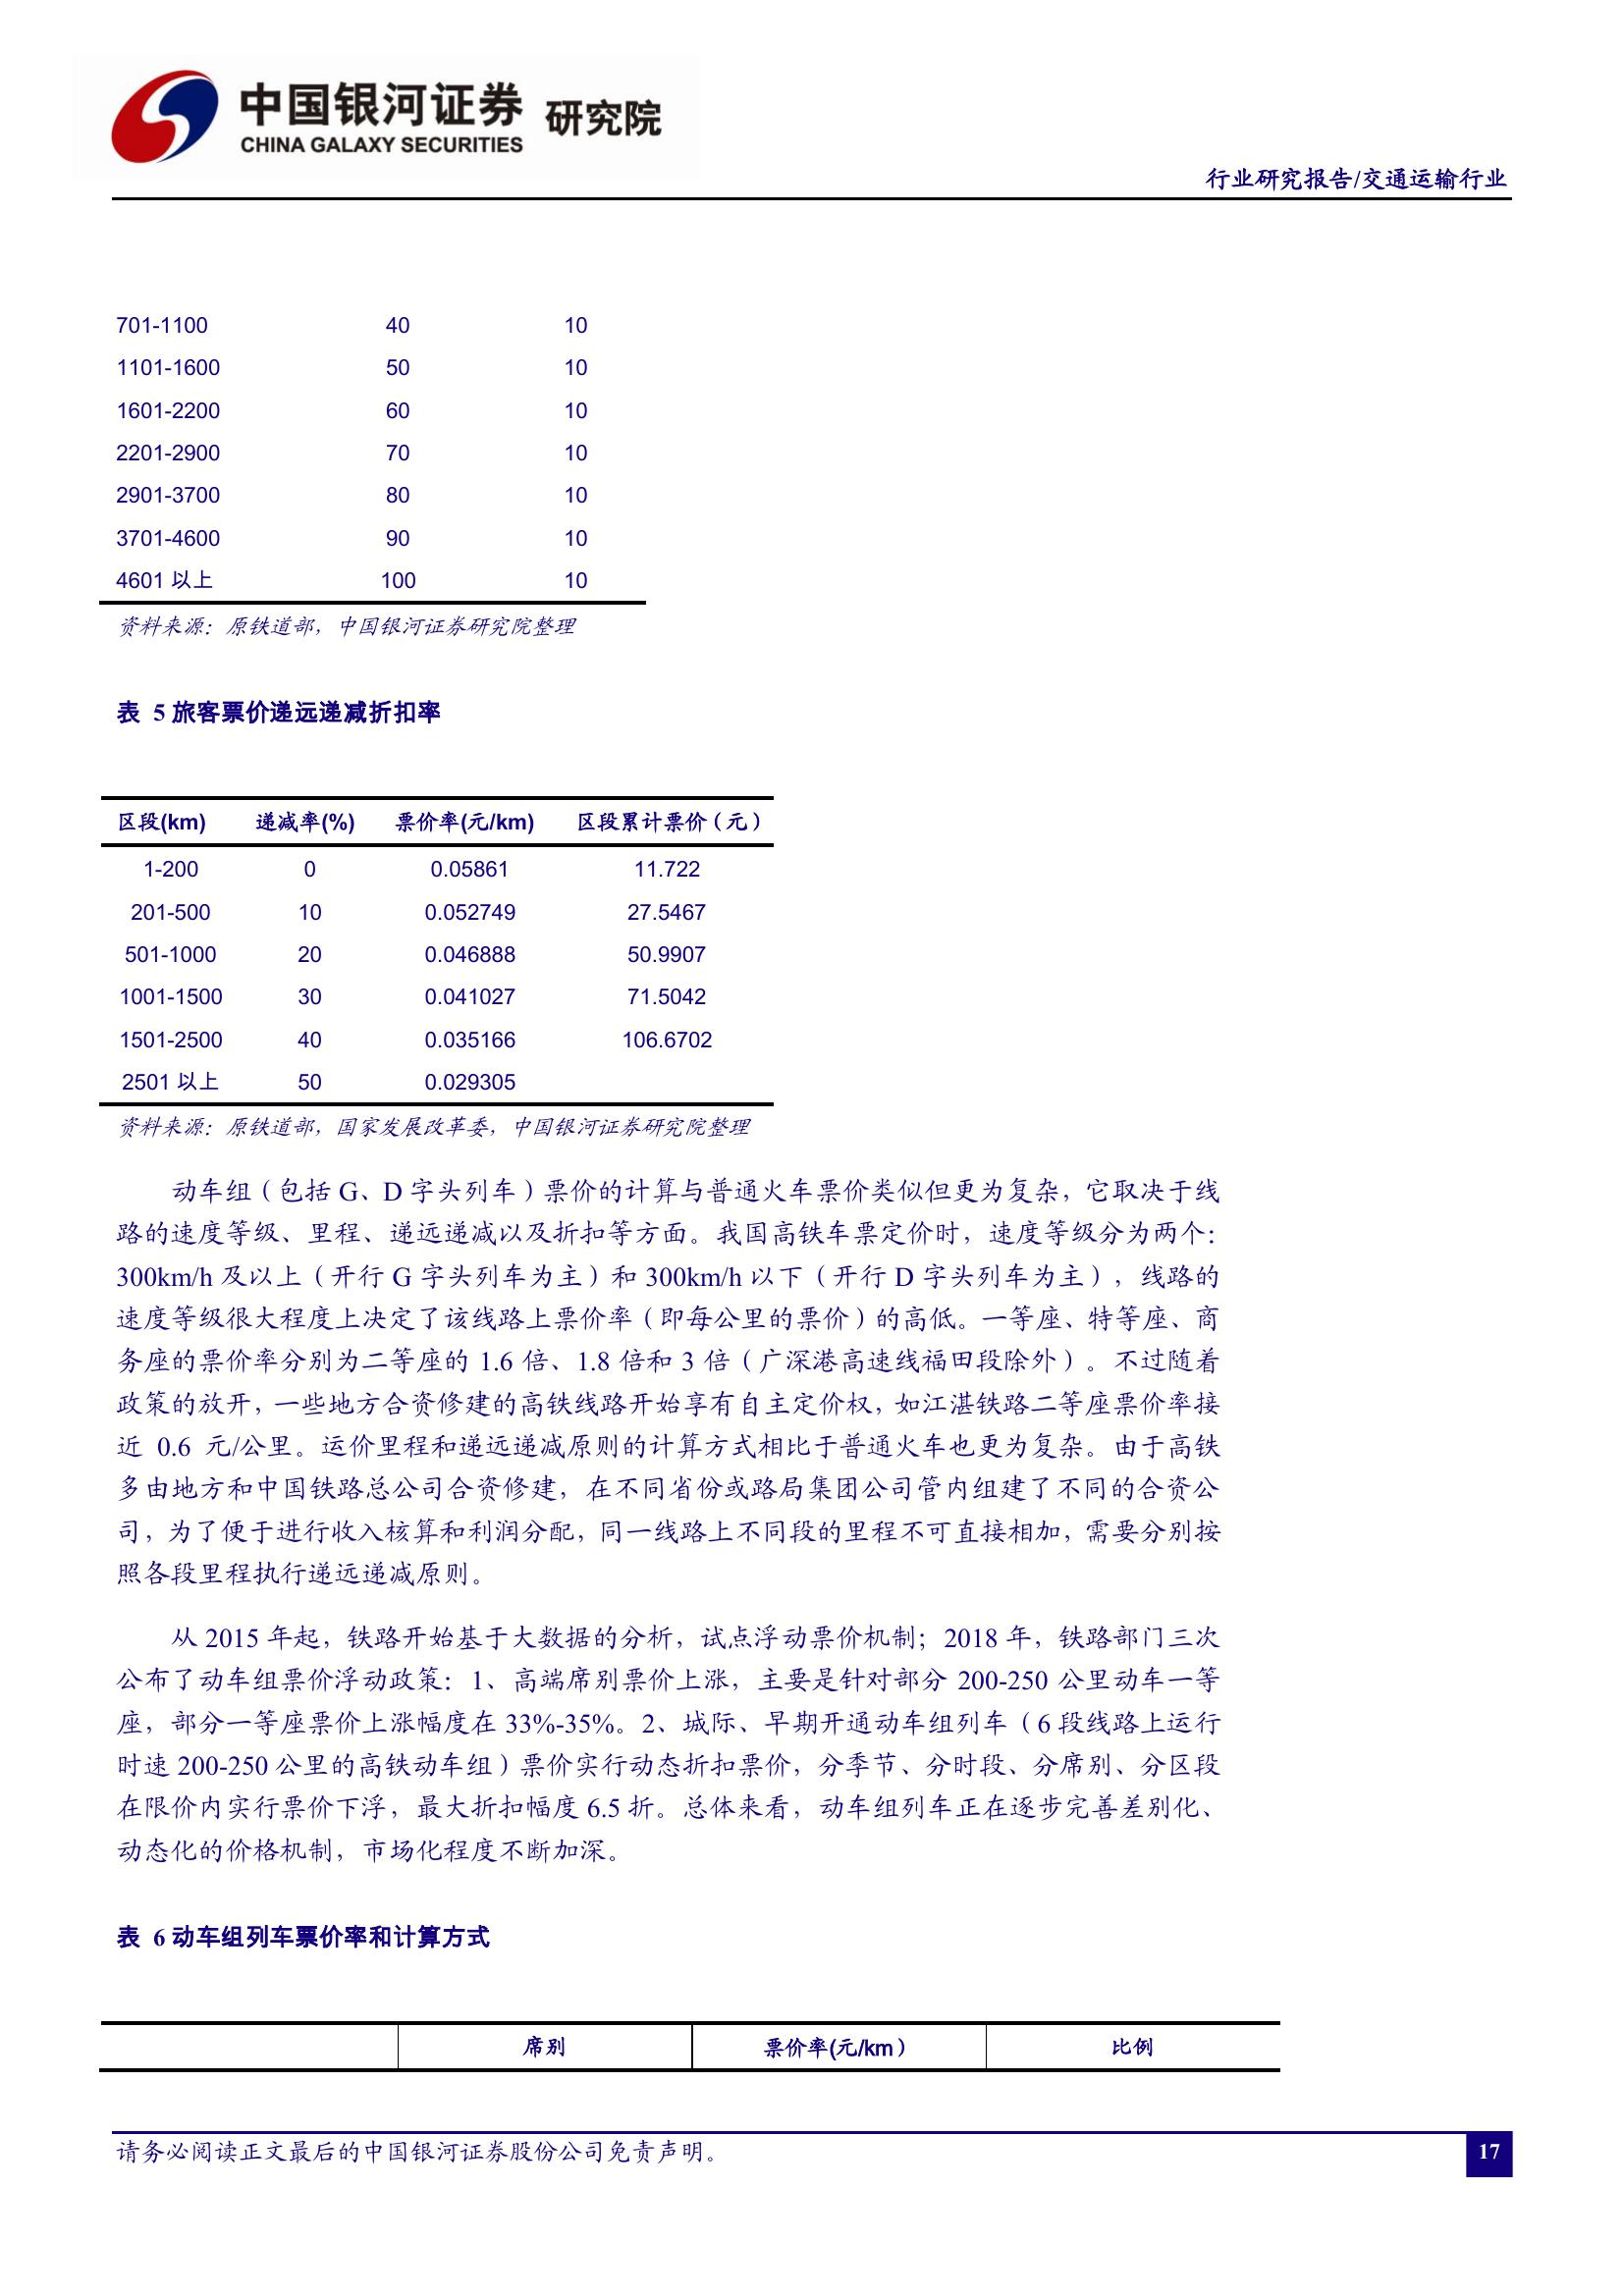 中国银河证券 研究院
CHINA GALAXY SECURITIES
行业研究报告/交通运输行业
701-1100 40 10
1101-1600 50 10
1601-2200 60 10
2201-2900 70 10
2901-3700 80 10
3701-4600 90 10
4601 以上 100 10
资料来源：原铁道部，中国银河证券研究院整理
表 5 旅客票价递远递减折扣率
区段(km) 递减率(%) 票价率(元/km) 区段累计票价（元）
1-200 0 0.05861 11.722
201-500 10 0.052749 27.5467
501-1000 20 0.046888 50.9907
1001-1500 30 0.041027 71.5042
1501-2500 40 0.035166 106.6702
2501 以上 50 0.029305
资料来源：原铁道部，国家发展改革委，中国银河证券研究院整理
动车组（包括 G、D 字头列车）票价的计算与普通火车票价类似但更为复杂，它取决于线
路的速度等级、里程、递远递减以及折扣等方面。我国高铁车票定价时，速度等级分为两个：
300km/h 及以上（开行 G 字头列车为主）和 300km/h 以下（开行 D 字头列车为主），线路的
速度等级很大程度上决定了该线路上票价率（即每公里的票价）的高低。一等座、特等座、商
务座的票价率分别为二等座的 1.6 倍、1.8 倍和 3 倍（广深港高速线福田段除外）。不过随着
政策的放开，一些地方合资修建的高铁线路开始享有自主定价权，如江湛铁路二等座票价率接
近 0.6 元/公里。运价里程和递远递减原则的计算方式相比于普通火车也更为复杂。由于高铁
多由地方和中国铁路总公司合资修建，在不同省份或路局集团公司管内组建了不同的合资公
司，为了便于进行收入核算和利润分配，同一线路上不同段的里程不可直接相加，需要分别按
照各段里程执行递远递减原则。
从 2015 年起，铁路开始基于大数据的分析，试点浮动票价机制；2018 年，铁路部门三次
公布了动车组票价浮动政策：1、高端席别票价上涨，主要是针对部分 200-250 公里动车一等
座，部分一等座票价上涨幅度在 33%-35%。2、城际、早期开通动车组列车（6 段线路上运行
时速 200-250 公里的高铁动车组）票价实行动态折扣票价，分季节、分时段、分席别、分区段
在限价内实行票价下浮，最大折扣幅度 6.5 折。总体来看，动车组列车正在逐步完善差别化、
动态化的价格机制，市场化程度不断加深。
表 6 动车组列车票价率和计算方式
席别 票价率(元/km） 比例
请务必阅读正文最后的中国银河证券股份公司免责声明。
17